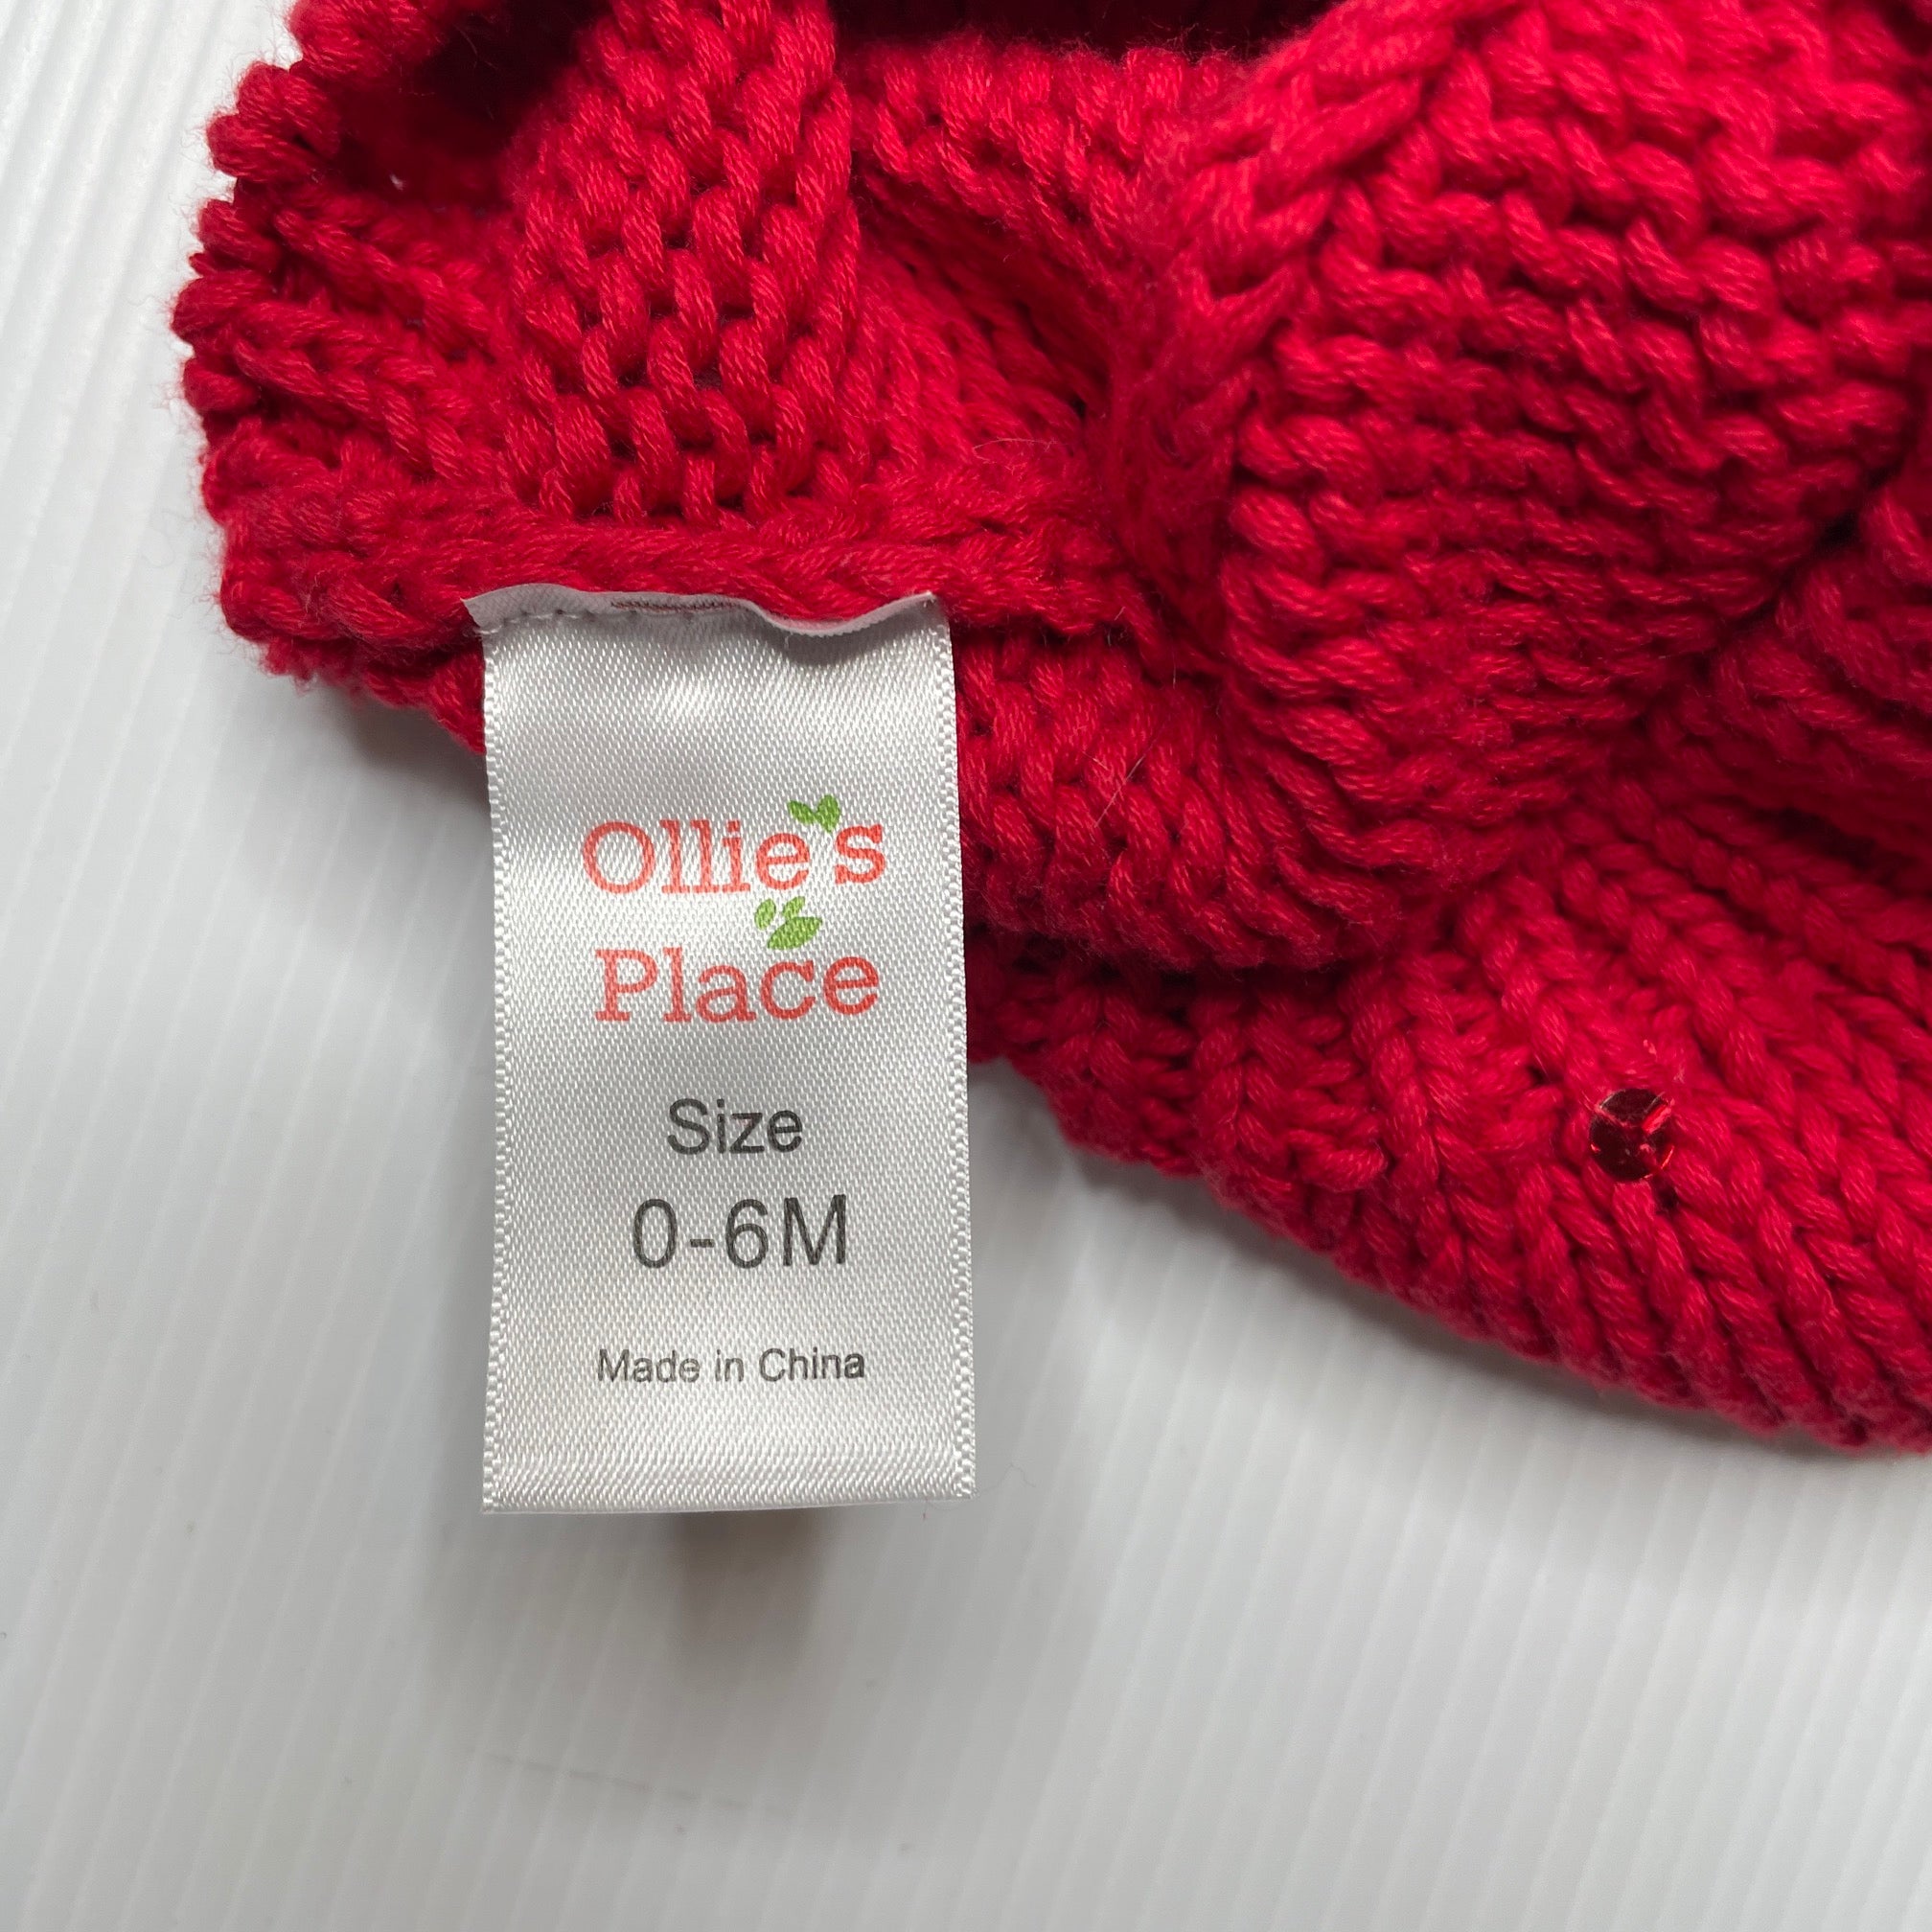 Ollie's
Place
Size
0-6M
Made in China